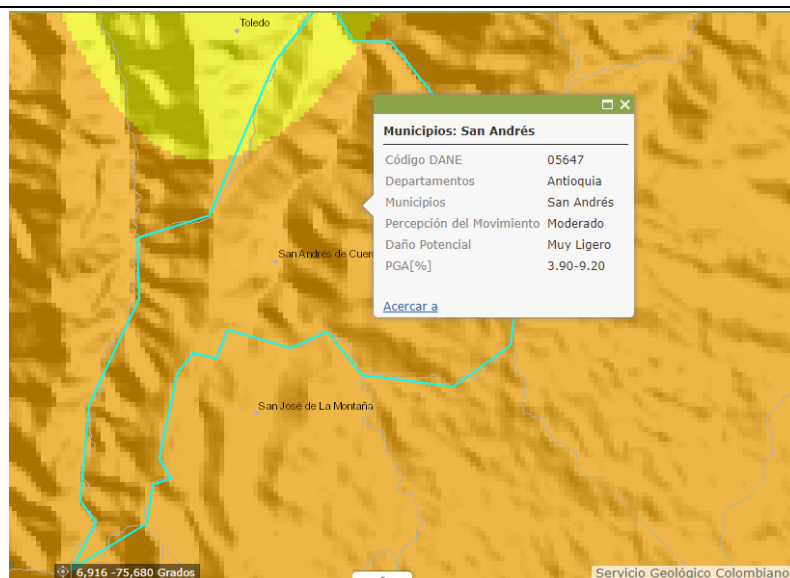 Toledo
Municipios: San Andrés
Código DANE 05647
Departamentos Antioquia
Municipios San Andrés
Percepción del Movimiento Moderado
Daño Potencial Muy Ligero
PGA[%] 3.90-9.20
Acercar a
San Andrés de Cuer
San José de La Montaña
6,916 -75,680 Grados
Servicio Geológico Colombiano